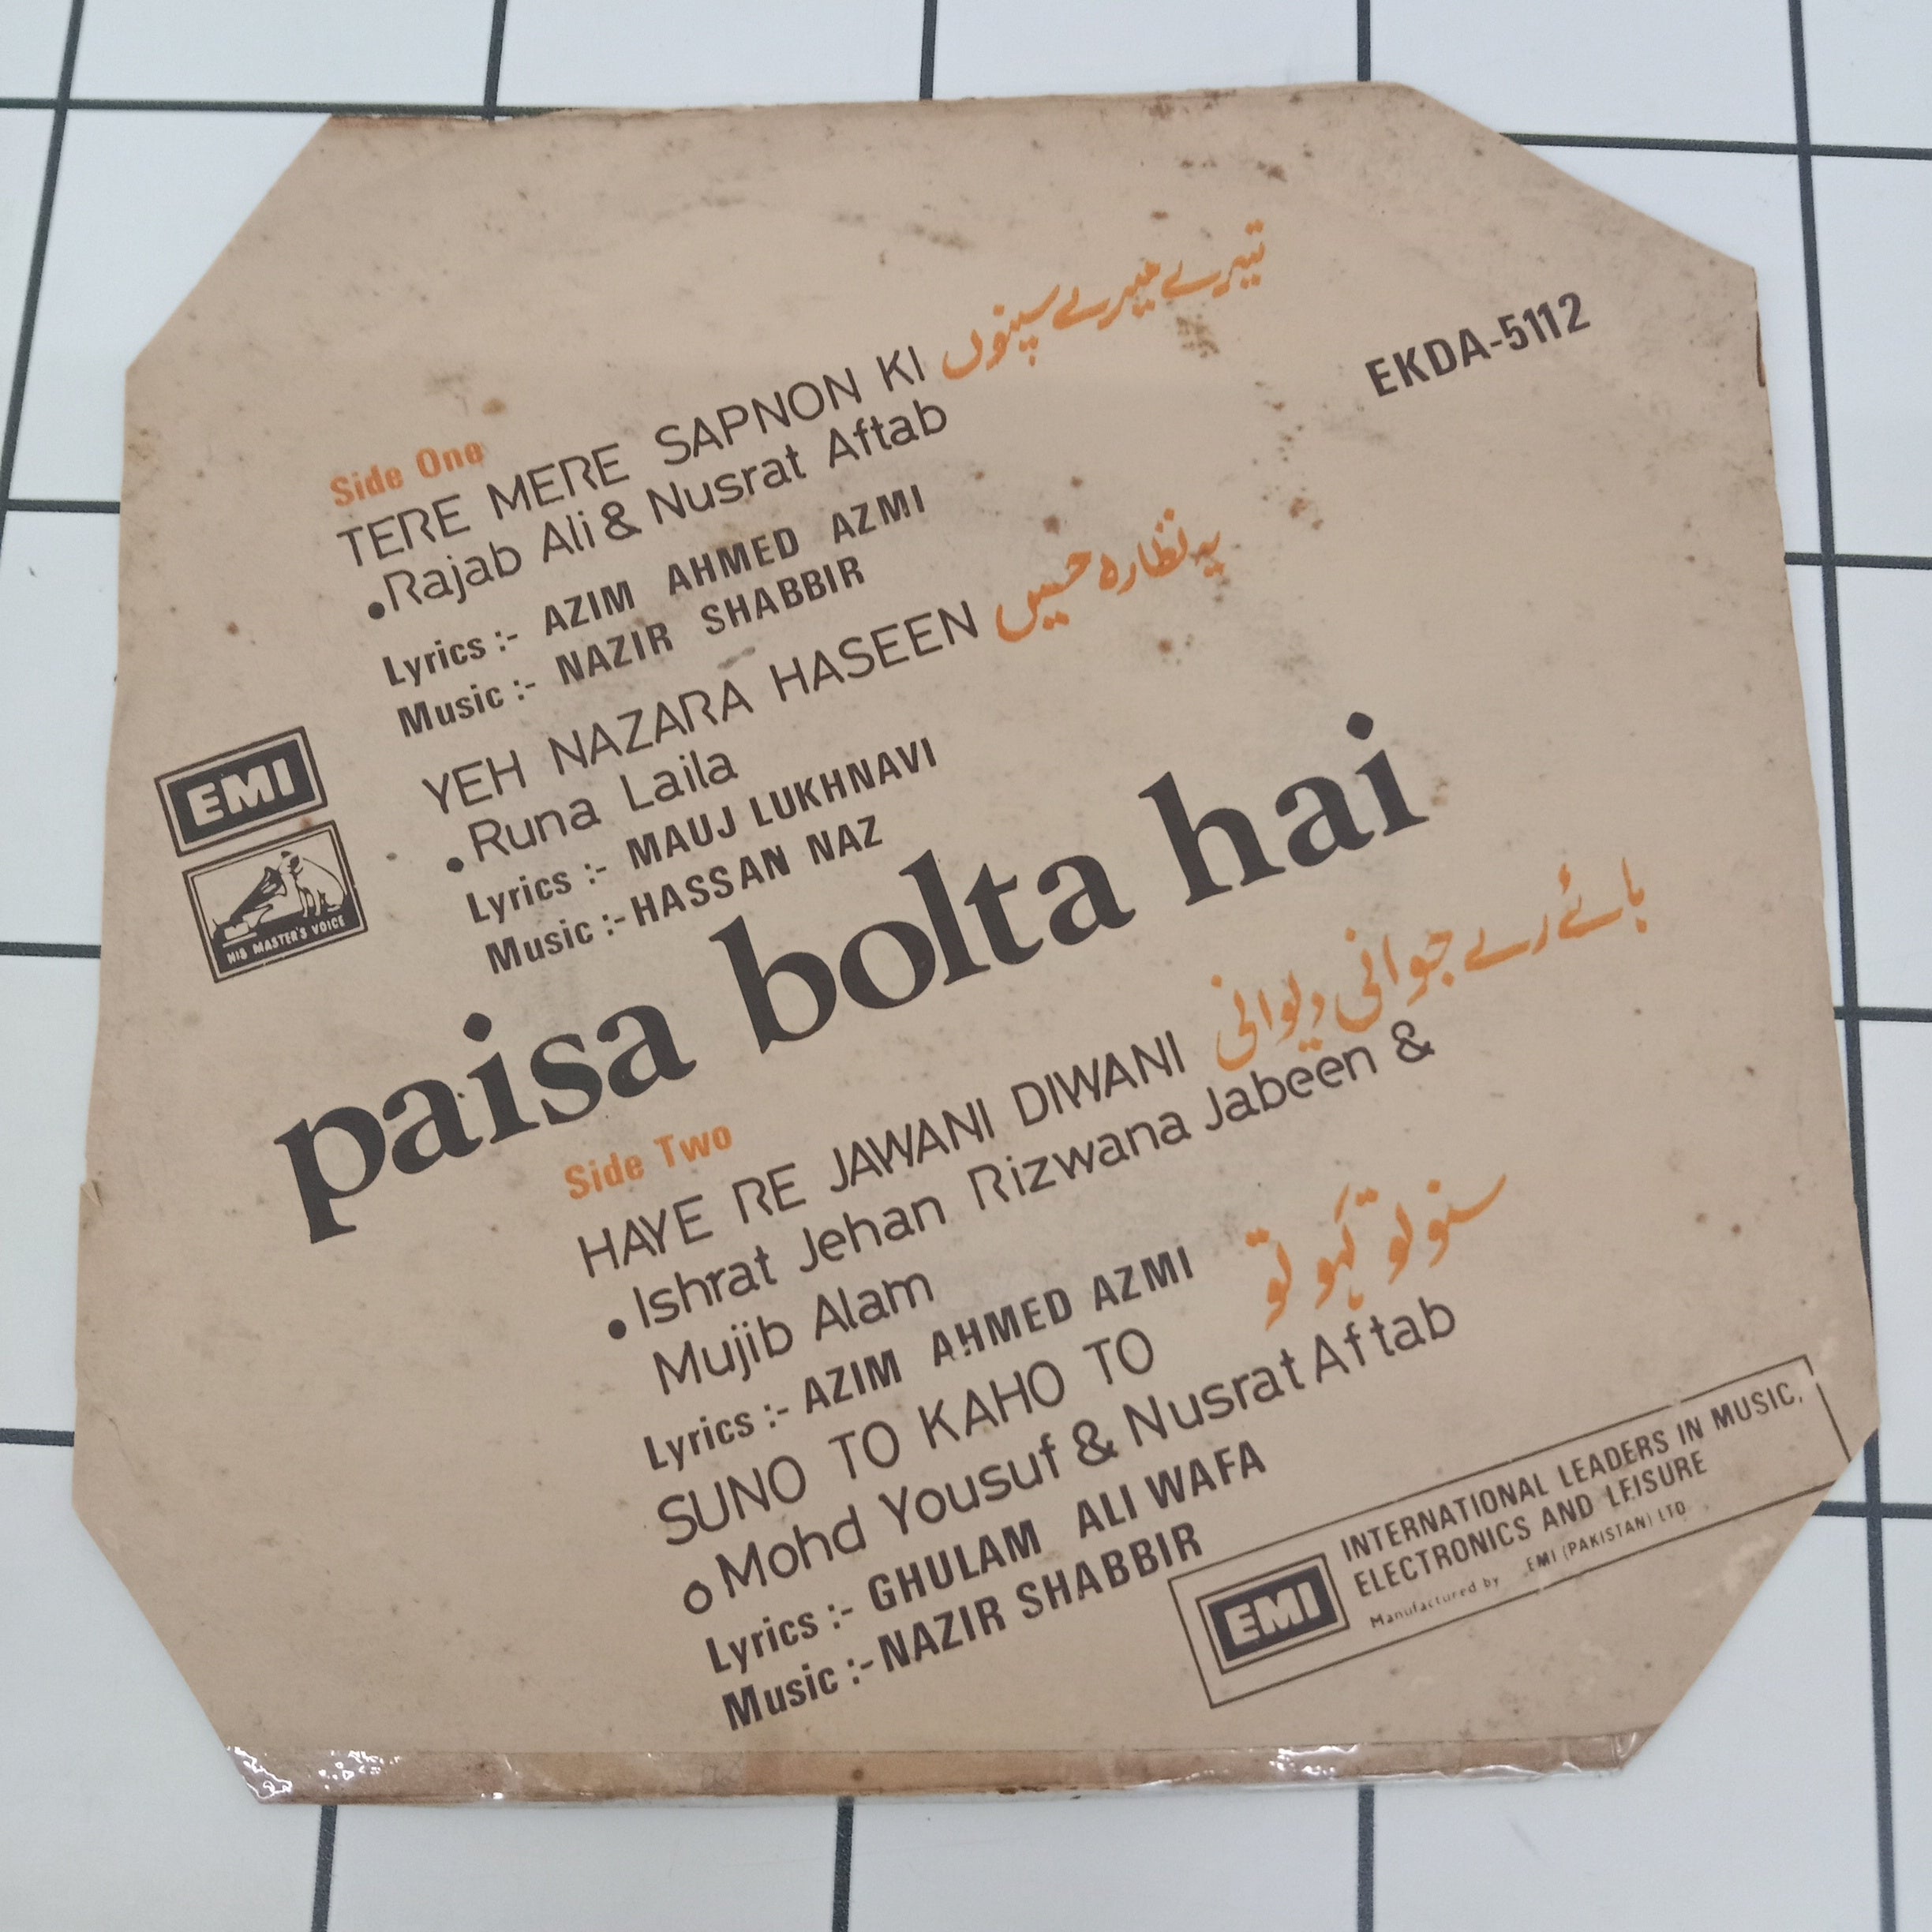 Side One
TERE MERE SAPNON KI تیرے میرے سپنوں
Rajab Ali & Nusrat Aftab
EKDA-5112
Lyrics :- AZIM AHMED AZMI
Music :- NAZIR SHABBIR
YEH NAZARA HASEEN یہ نظارہ حسیں
Runa Laila
Lyrics :- MAUJ LUKHNAVI
Music :- HASSAN NAZ
EMI
HIS MASTER'S VOICE
paisa bolta hai
Side Two
HAYE RE JAWANI DIWANI ہائے رے جوانی دیوانی
Ishrat Jehan Rizwana Jabeen &
Mujib Alam
Lyrics :- AZIM AHMED AZMI
SUNO TO KAHO TO سنو تو کہو تو
Mohd Yousuf & Nusrat Aftab
Lyrics :- GHULAM ALI WAFA
Music :- NAZIR SHABBIR
EMI
INTERNATIONAL LEADERS IN MUSIC,
ELECTRONICS AND LEISURE
Manufactured by EMI (PAKISTAN) LTD